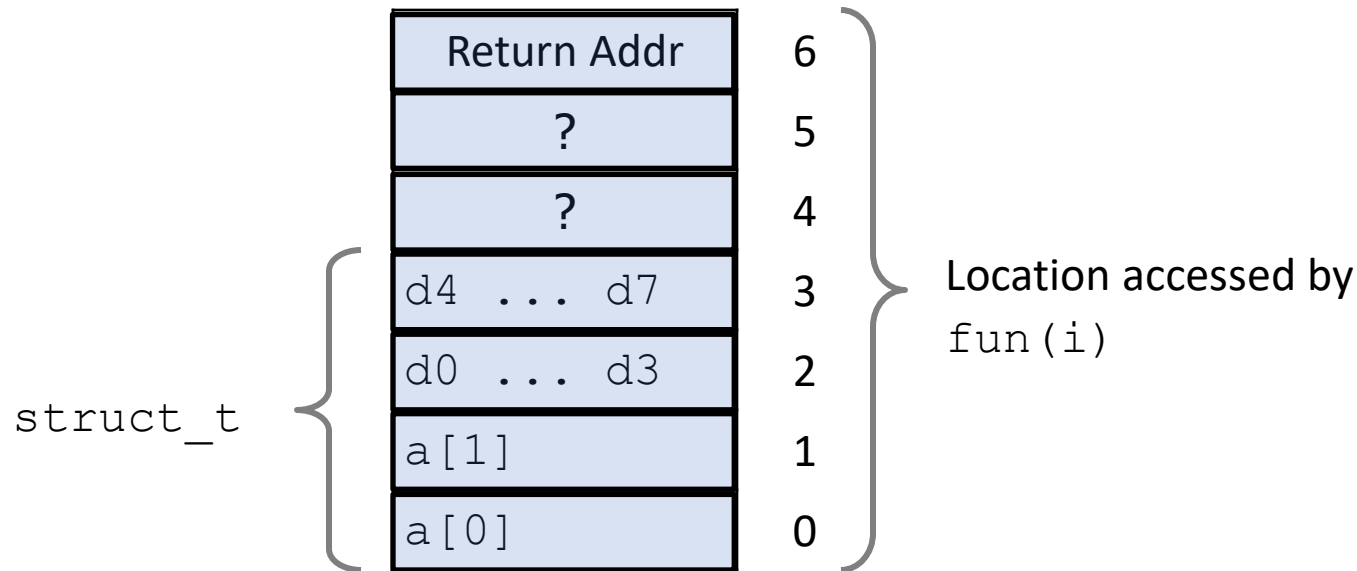 Return Addr 6
? 5
? 4
d4 ... d7 3
d0 ... d3 2
a[1] 1
a[0] 0
struct_t
Location accessed by
fun(i)